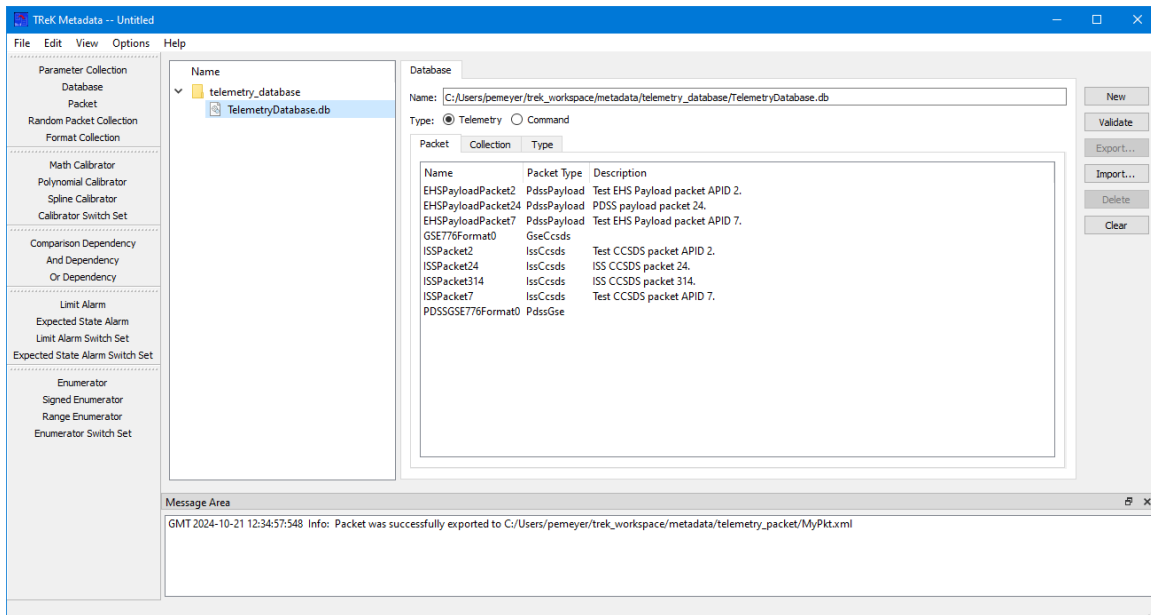 TReK Metadata -- Untitled
File Edit View Options Help
Parameter Collection
Database
Packet
Random Packet Collection
Format Collection
Math Calibrator
Polynomial Calibrator
Spline Calibrator
Calibrator Switch Set
Comparison Dependency
And Dependency
Or Dependency
Limit Alarm
Expected State Alarm
Limit Alarm Switch Set
Expected State Alarm Switch Set
Enumerator
Signed Enumerator
Range Enumerator
Enumerator Switch Set
Name
telemetry_database
TelemetryDatabase.db
Database
Name: C:/Users/pemeyer/trek_workspace/metadata/telemetry_database/TelemetryDatabase.db
Type: Telemetry Command
Packet Collection Type
Name Packet Type Description
EHSPayloadPacket2 PdssPayload Test EHS Payload packet APID 2.
EHSPayloadPacket24 PdssPayload PDSS payload packet 24.
EHSPayloadPacket7 PdssPayload Test EHS Payload packet APID 7.
GSE776Format0 GseCcsds
ISSPacket2 IssCcsds Test CCSDS packet APID 2.
ISSPacket24 IssCcsds ISS CCSDS packet 24.
ISSPacket314 IssCcsds ISS CCSDS packet 314.
ISSPacket7 IssCcsds Test CCSDS packet APID 7.
PDSSGSE776Format0 PdssGse
New
Validate
Export...
Import...
Delete
Clear
Message Area
GMT 2024-10-21 12:34:57:548 Info: Packet was successfully exported to C:/Users/pemeyer/trek_workspace/metadata/telemetry_packet/MyPkt.xml